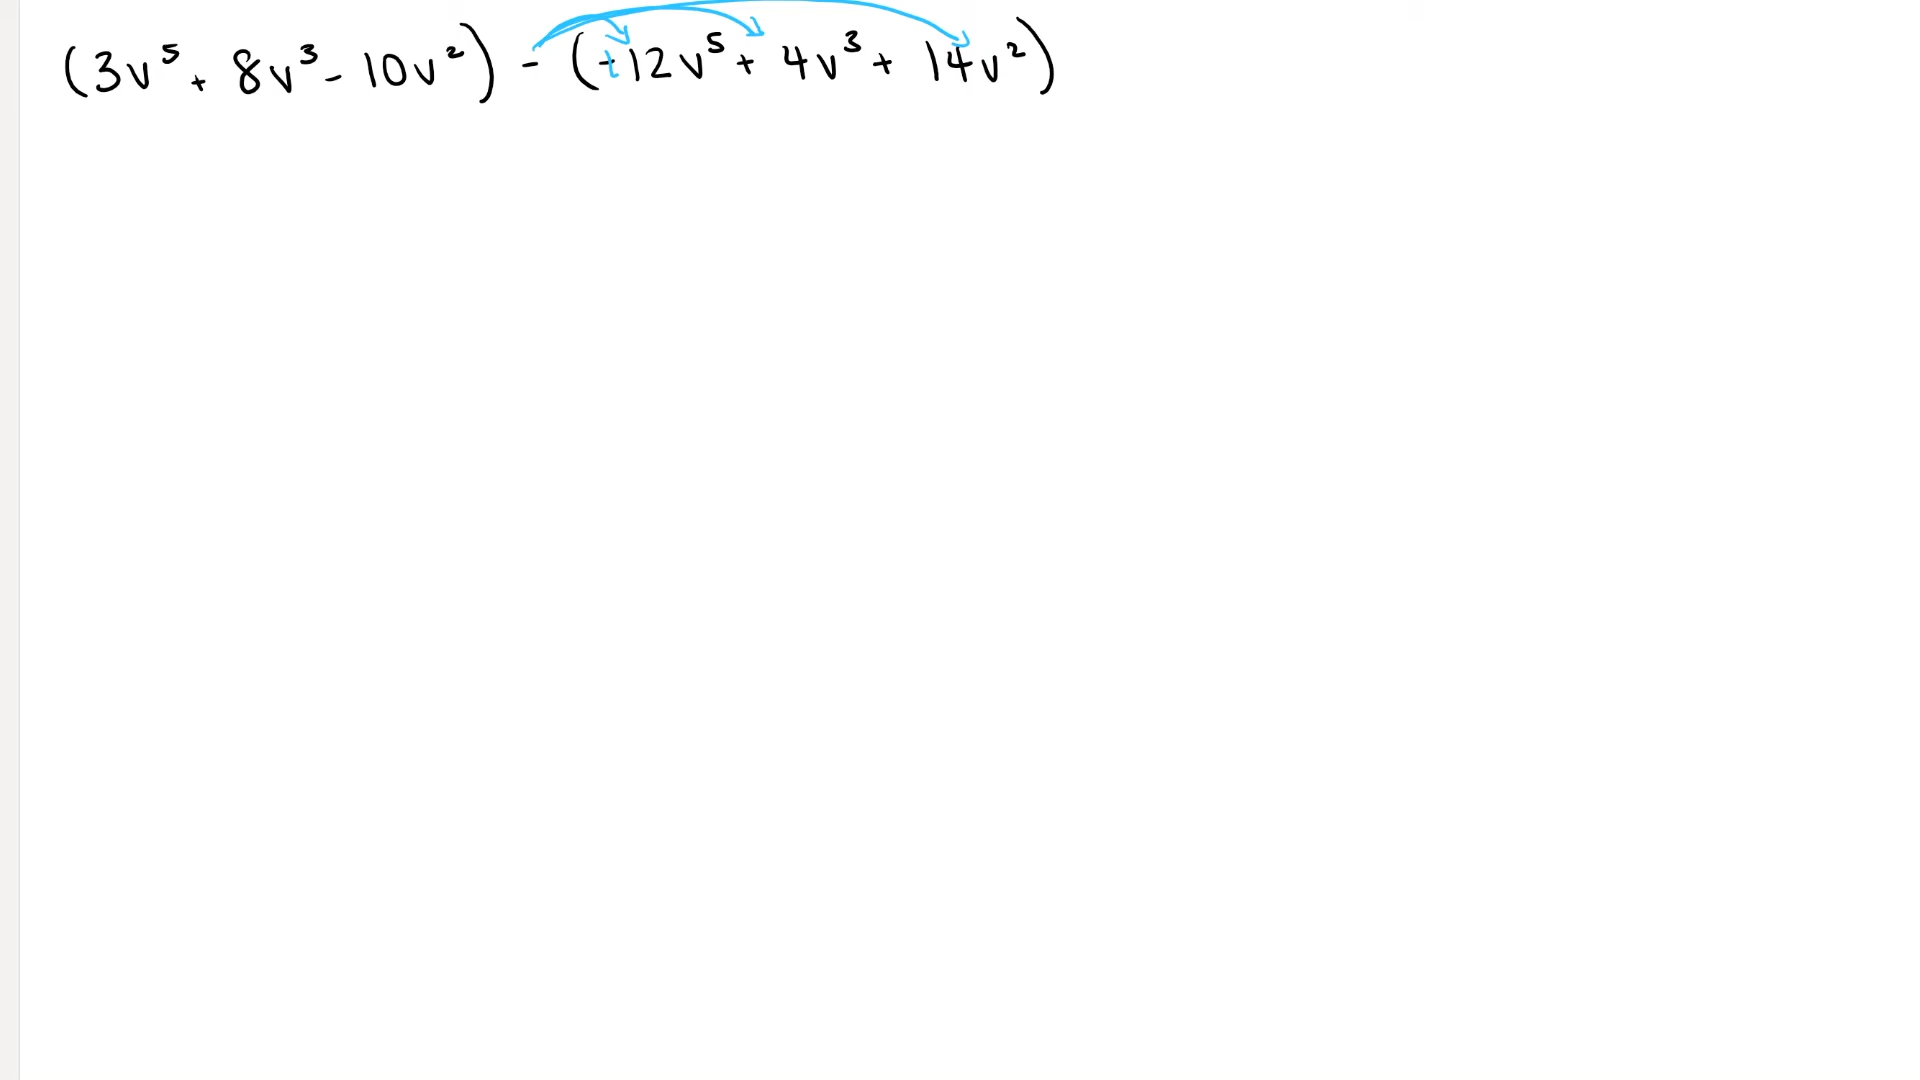 (3v⁵ + 8v³ - 10v²) - (+12v⁵ + 4v³ + 14v²)